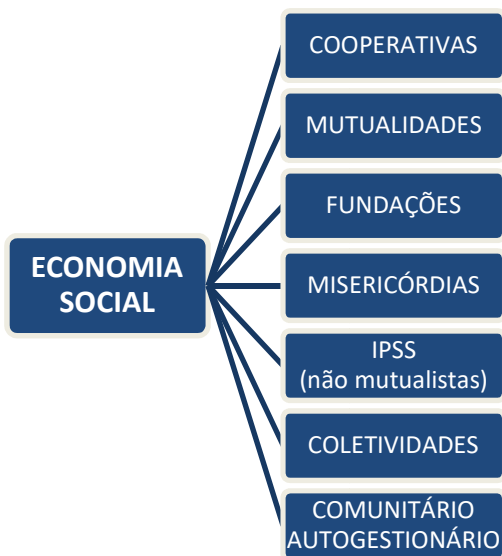 ECONOMIA
SOCIAL
COOPERATIVAS
MUTUALIDADES
FUNDAÇÕES
MISERICÓRDIAS
IPSS
(não mutualistas)
COLETIVIDADES
COMUNITÁRIO
AUTOGESTIONÁRIO